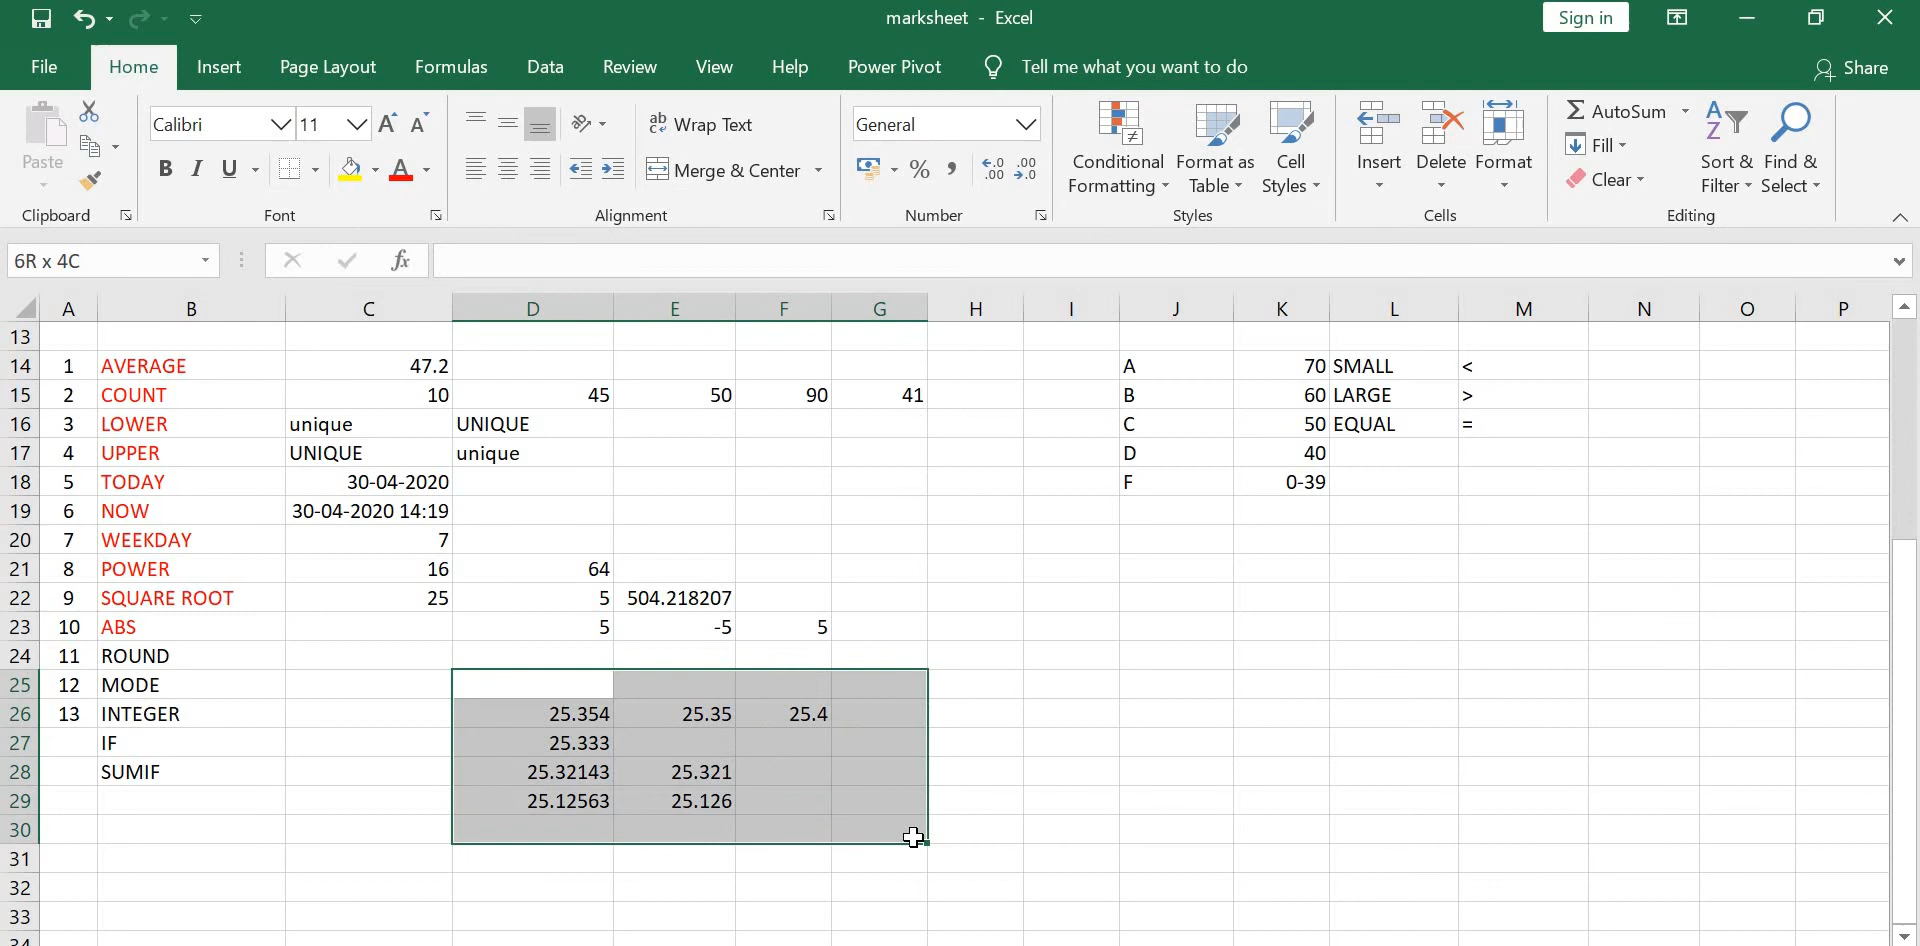 marksheet - Excel
Sign in
File Home Insert Page Layout Formulas Data Review View Help Power Pivot Tell me what you want to do Share
Paste
Calibri 11
ab Wrap Text
General
Conditional Formatting
Format as Table
Cell Styles
Insert Delete Format
AutoSum
Fill
Clear
Sort & Filter
Find & Select
B I U A Merge & Center % , .00 .0
Clipboard Font Alignment Number Styles Cells Editing
6R x 4C fx
A B C D E F G H I J K L M N O P
13
14 1 AVERAGE 47.2 A 70 SMALL <
15 2 COUNT 10 45 50 90 41 B 60 LARGE >
16 3 LOWER unique UNIQUE C 50 EQUAL =
17 4 UPPER UNIQUE unique D 40
18 5 TODAY 30-04-2020 F 0-39
19 6 NOW 30-04-2020 14:19
20 7 WEEKDAY 7
21 8 POWER 16 64
22 9 SQUARE ROOT 25 5 504.218207
23 10 ABS 5 -5 5
24 11 ROUND
25 12 MODE
26 13 INTEGER 25.354 25.35 25.4
27 IF 25.333
28 SUMIF 25.32143 25.321
29 25.12563 25.126
30
31
32
33
34